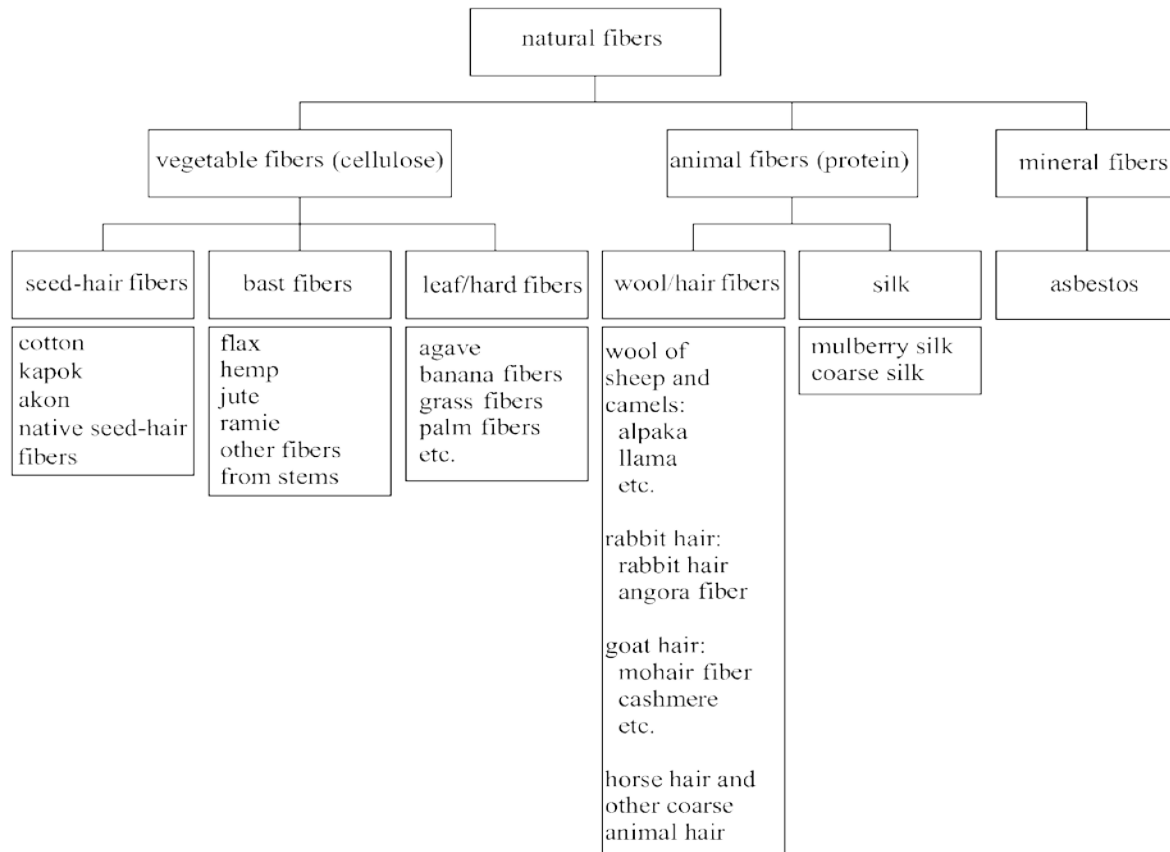 natural fibers
vegetable fibers (cellulose)
animal fibers (protein)
mineral fibers
seed-hair fibers
bast fibers
leaf/hard fibers
wool/hair fibers
silk
asbestos
cotton
kapok
akon
native seed-hair
fibers
flax
hemp
jute
ramie
other fibers
from stems
agave
banana fibers
grass fibers
palm fibers
etc.
wool of
sheep and
camels:
alpaka
llama
etc.
rabbit hair:
rabbit hair
angora fiber
goat hair:
mohair fiber
cashmere
etc.
horse hair and
other coarse
animal hair
mulberry silk
coarse silk